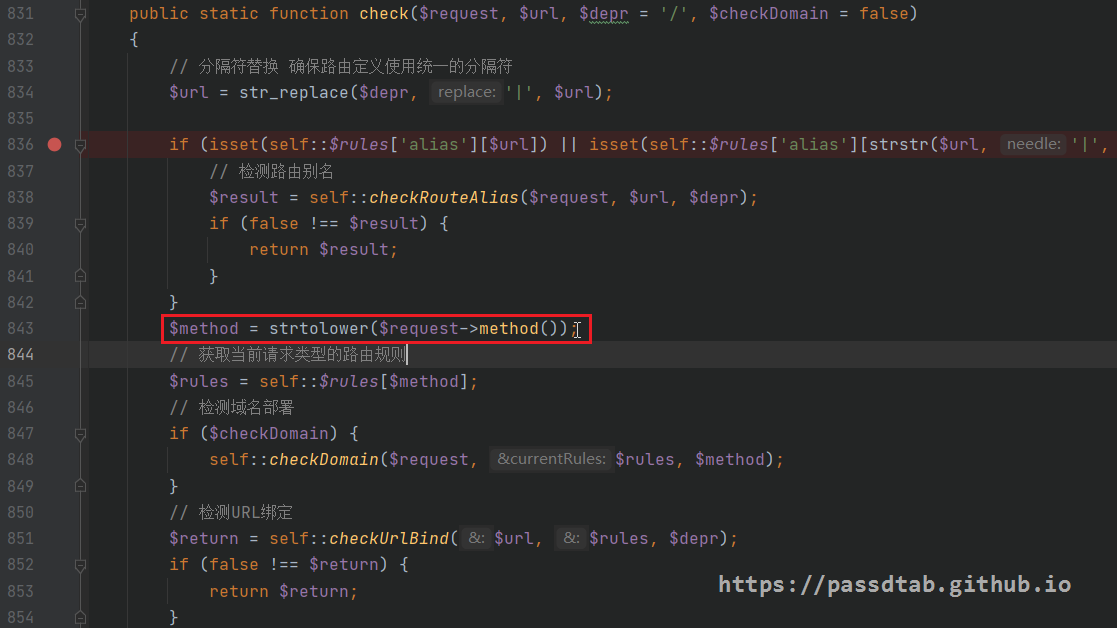 831 public static function check($request, $url, $depr = '/', $checkDomain = false)
832 {
833 // 分隔符替换 确保路由定义使用统一的分隔符
834 $url = str_replace($depr, replace: '|', $url);
835
836 if (isset(self::$rules['alias'][$url]) || isset(self::$rules['alias'][strstr($url, needle: '|',
837 // 检测路由别名
838 $result = self::checkRouteAlias($request, $url, $depr);
839 if (false !== $result) {
840 return $result;
841 }
842 }
843 $method = strtolower($request->method());
844 // 获取当前请求类型的路由规则
845 $rules = self::$rules[$method];
846 // 检测域名部署
847 if ($checkDomain) {
848 self::checkDomain($request, &currentRules: $rules, $method);
849 }
850 // 检测URL绑定
851 $return = self::checkUrlBind( &: $url, &: $rules, $depr);
852 if (false !== $return) {
853 return $return;
854 }
https://passdtab.github.io